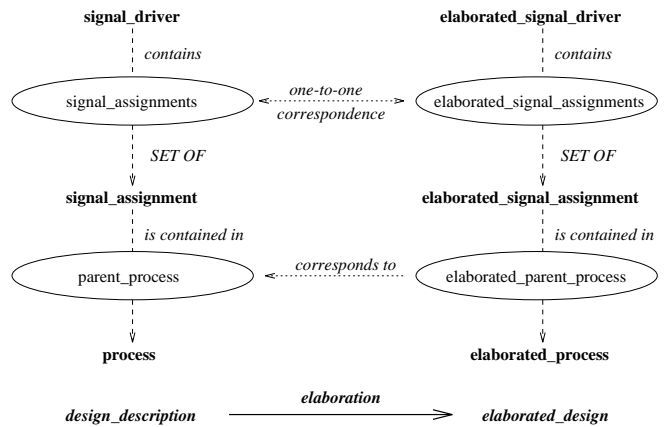 signal_driver
elaborated_signal_driver
contains
contains
signal_assignments
one-to-one
correspondence
elaborated_signal_assignments
SET OF
SET OF
signal_assignment
elaborated_signal_assignment
is contained in
is contained in
parent_process
corresponds to
elaborated_parent_process
process
elaborated_process
design_description
elaboration
elaborated_design